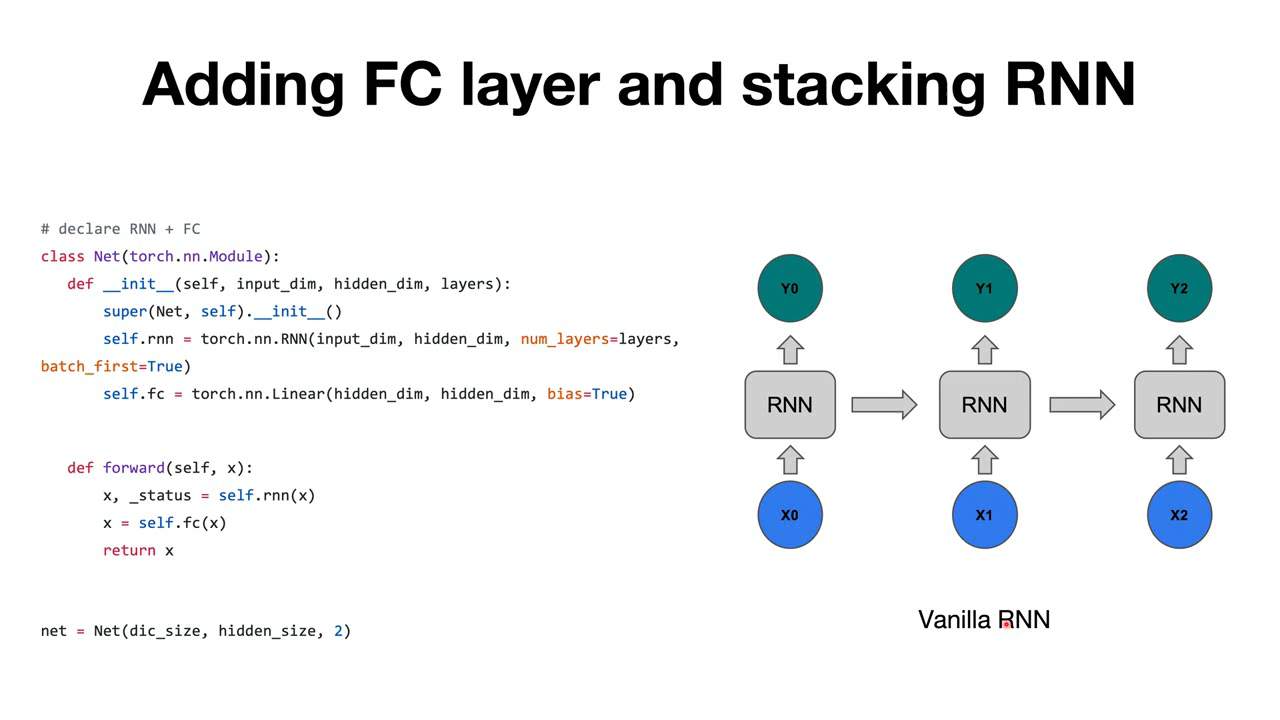 Adding FC layer and stacking RNN
# declare RNN + FC
class Net(torch.nn.Module):
def __init__(self, input_dim, hidden_dim, layers):
super(Net, self).__init__()
self.rnn = torch.nn.RNN(input_dim, hidden_dim, num_layers=layers,
batch_first=True)
self.fc = torch.nn.Linear(hidden_dim, hidden_dim, bias=True)
def forward(self, x):
x, _status = self.rnn(x)
x = self.fc(x)
return x
net = Net(dic_size, hidden_size, 2)
Y0 Y1 Y2
RNN RNN RNN
X0 X1 X2
Vanilla RNN